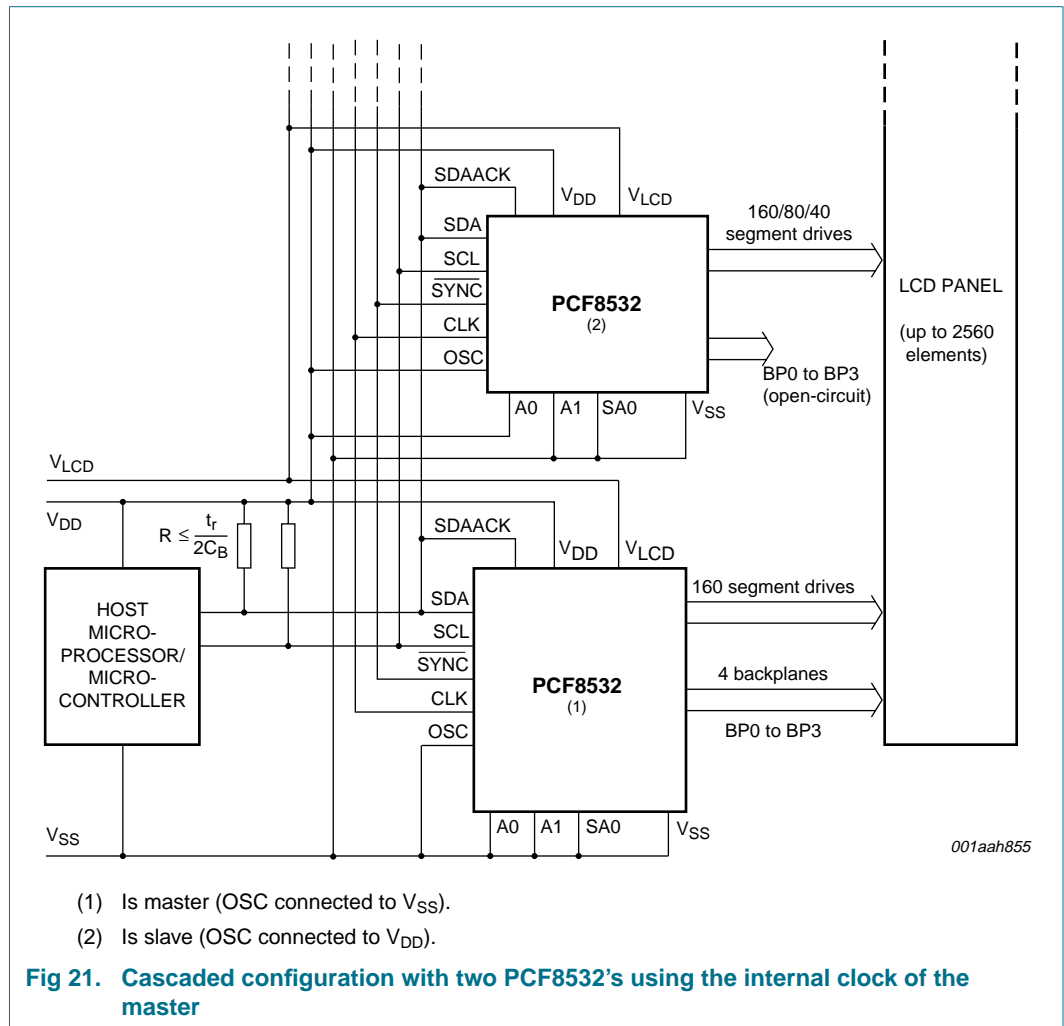 SDAACK
V_DD
V_LCD
SDA
SCL
SYNC
CLK
OSC
PCF8532
(2)
A0
A1
SA0
V_SS
160/80/40
segment drives
BP0 to BP3
(open-circuit)
LCD PANEL
(up to 2560
elements)
V_LCD
V_DD
R ≤ t_r/2C_B
HOST
MICRO-
PROCESSOR/
MICRO-
CONTROLLER
SDAACK
V_DD
V_LCD
SDA
SCL
SYNC
CLK
OSC
PCF8532
(1)
A0
A1
SA0
V_SS
160 segment drives
4 backplanes
BP0 to BP3
V_SS
001aah855
(1) Is master (OSC connected to V_SS).
(2) Is slave (OSC connected to V_DD).
Fig 21. Cascaded configuration with two PCF8532's using the internal clock of the
master